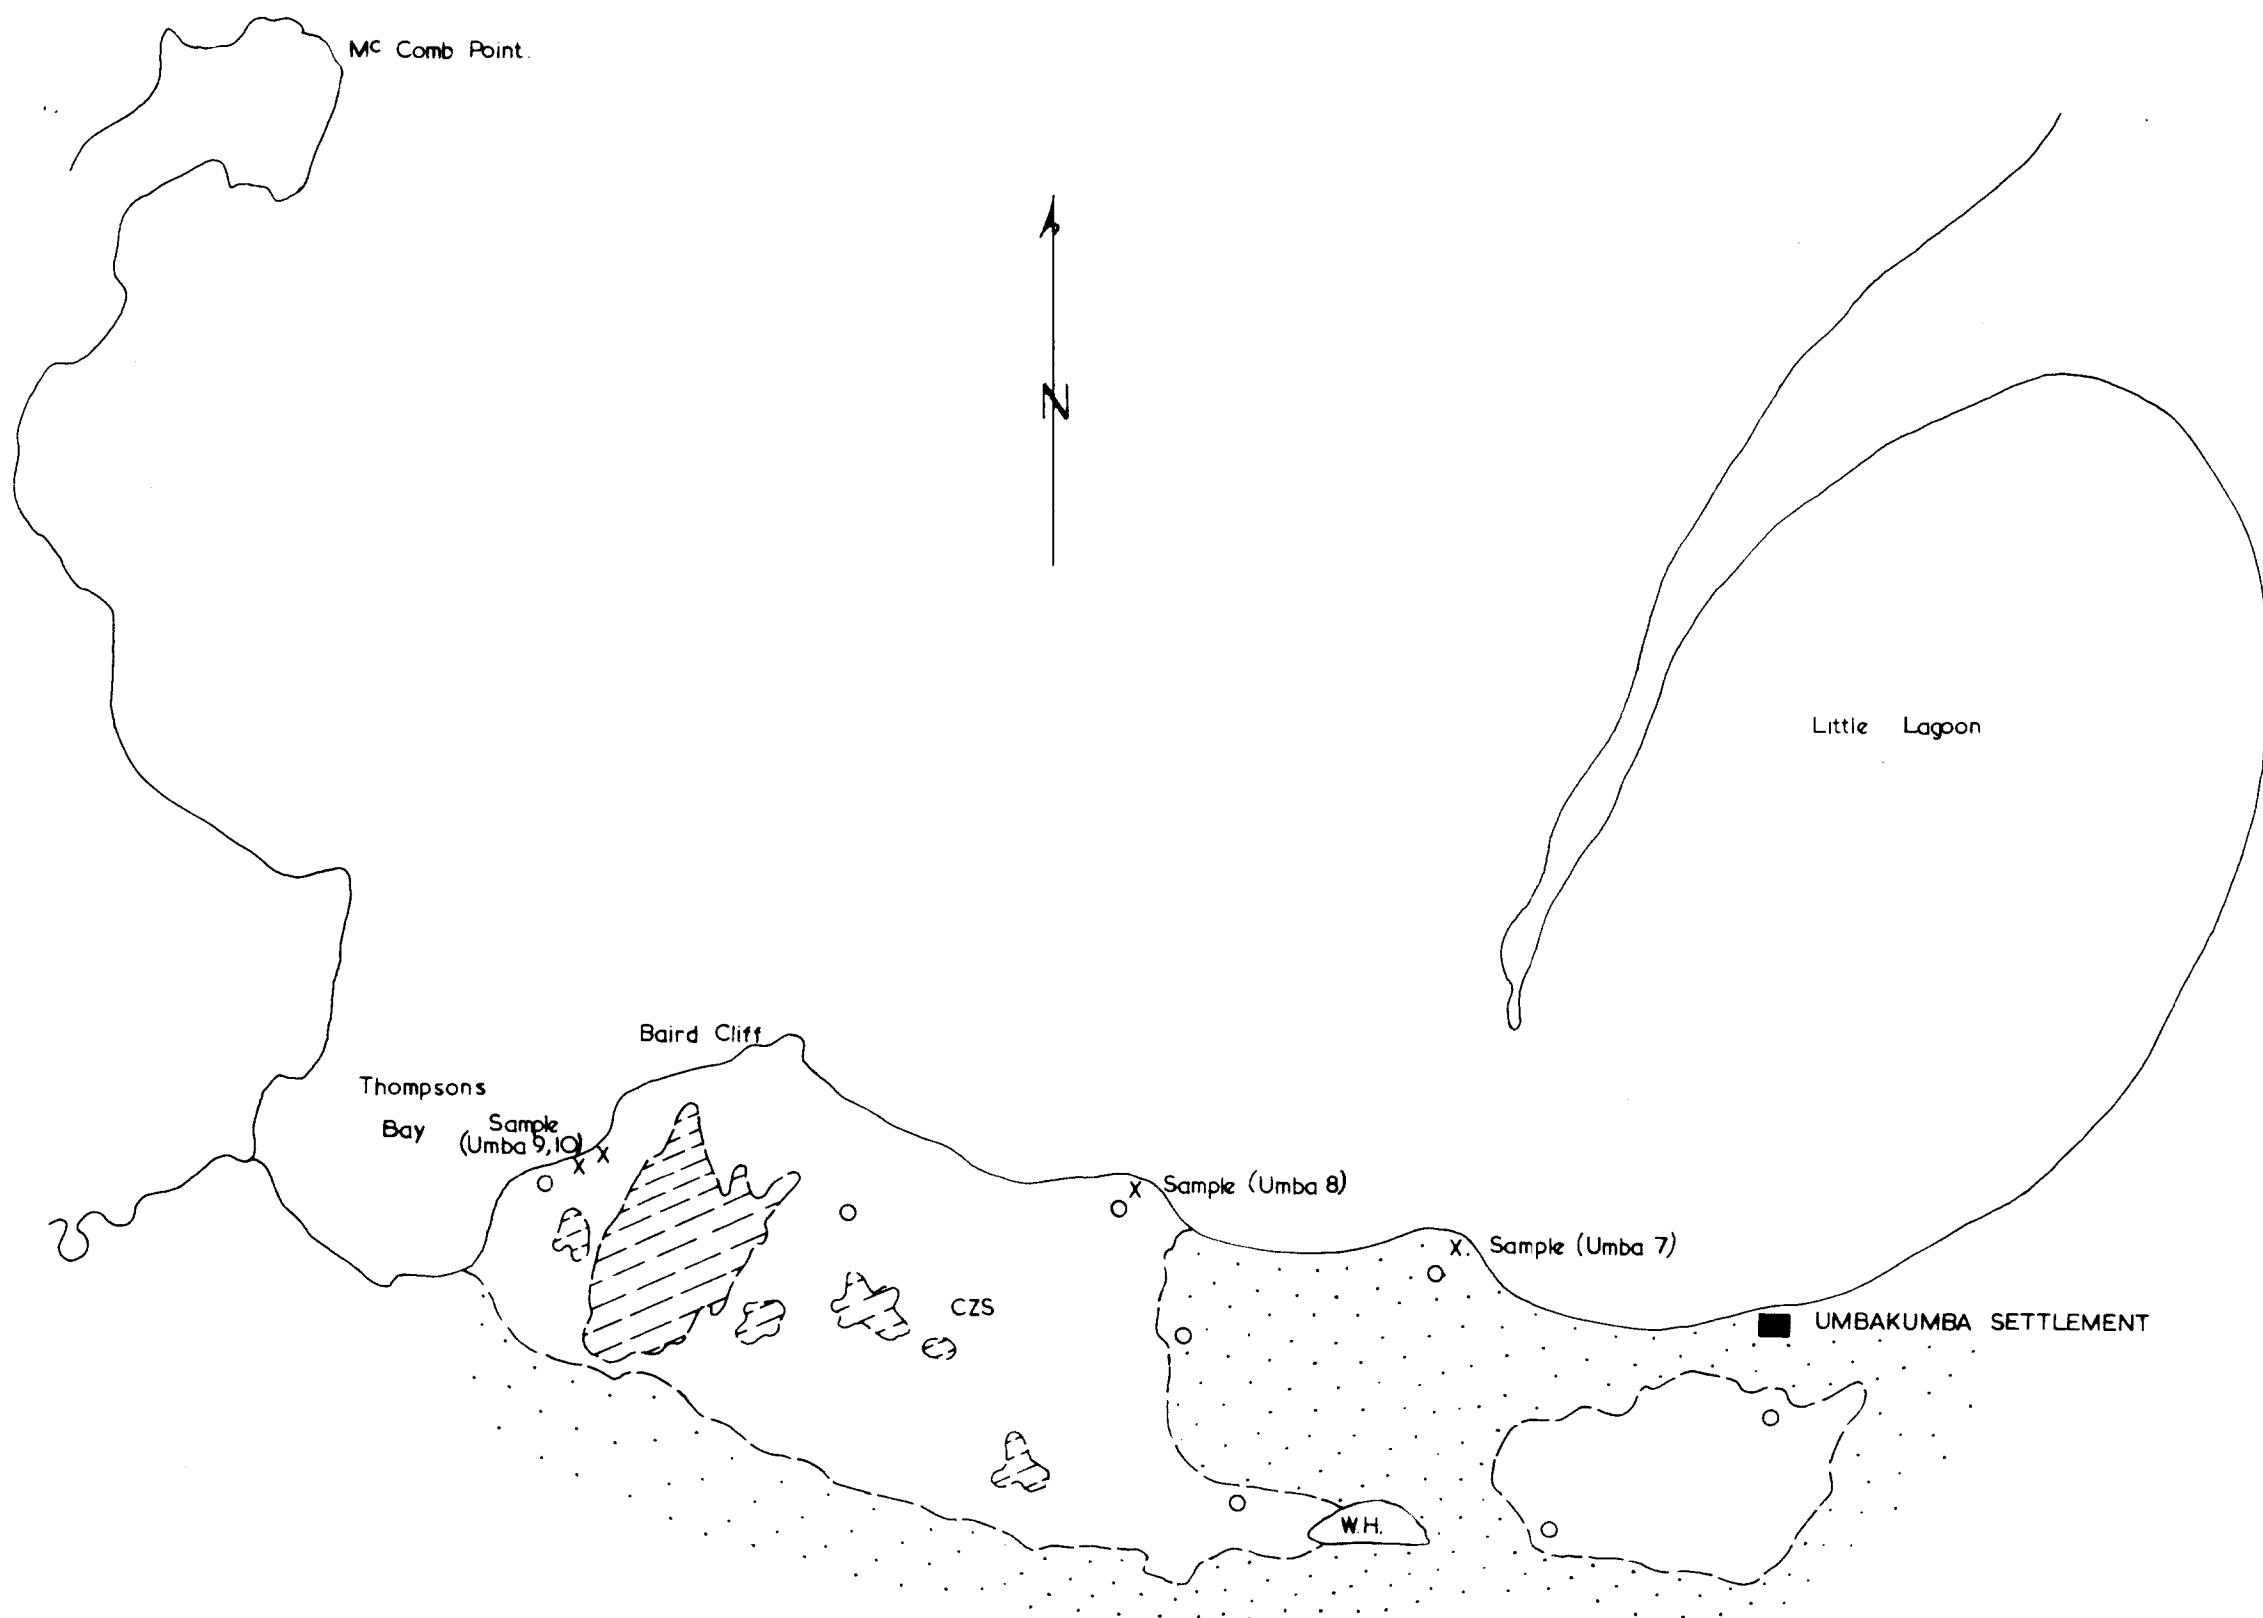 Mc Comb Point.
N
Little Lagoon
Baird Cliff
Thompsons
Bay
Sample
(Umba 9,10)
x x
x Sample (Umba 8)
x. Sample (Umba 7)
CZS
UMBAKUMBA SETTLEMENT
W.H.